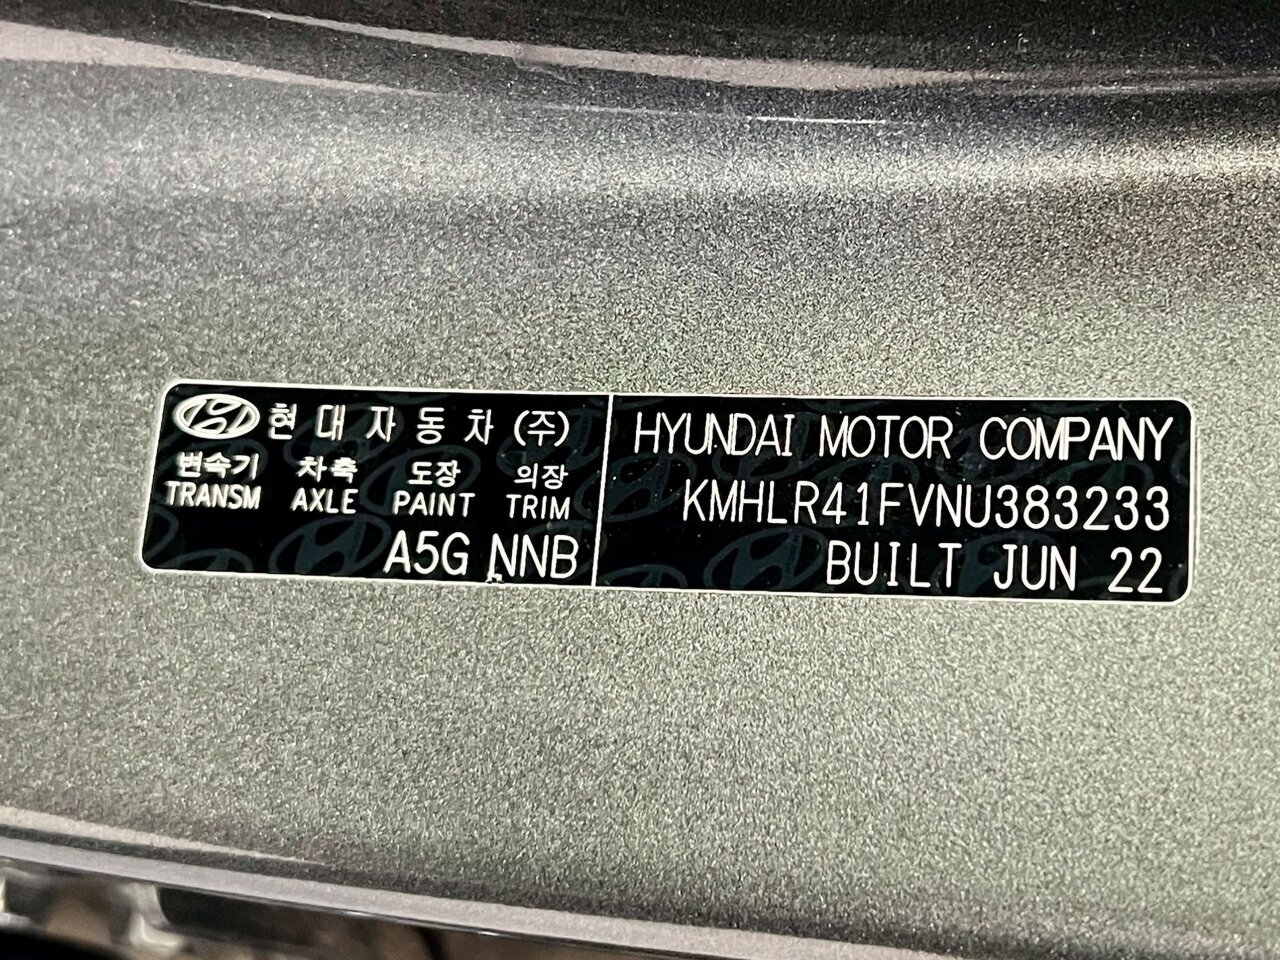 현대자동차(주)
변속기 차축 도장 의장
TRANSM AXLE PAINT TRIM
A5G NNB
HYUNDAI MOTOR COMPANY
KMHLR41FVNU383233
BUILT JUN 22